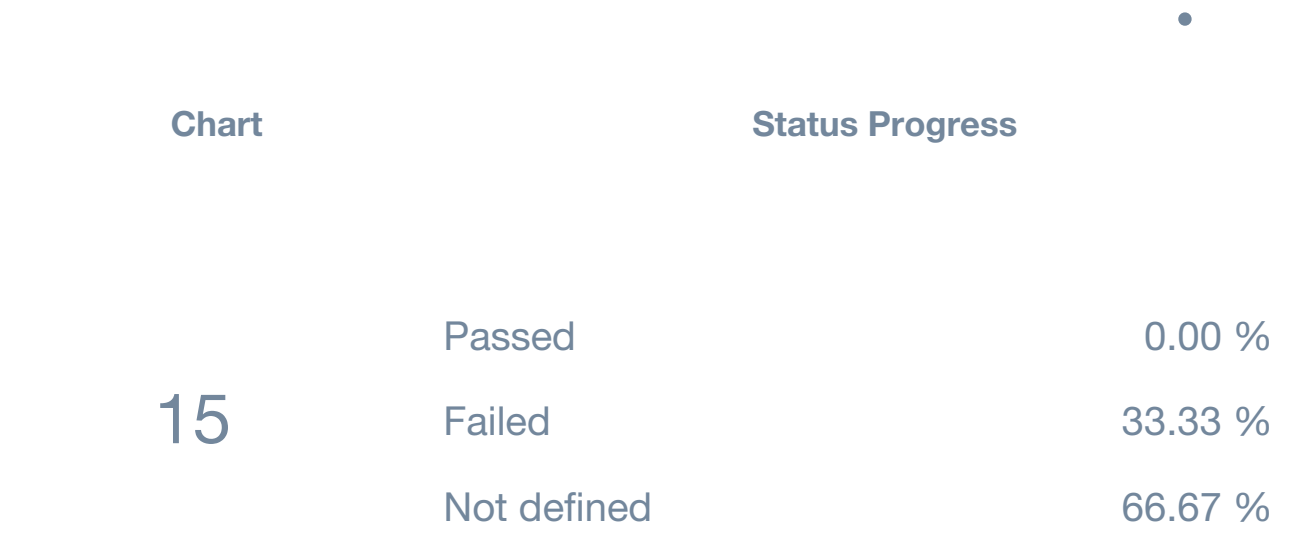 Chart Status Progress
Passed 0.00 %
15
Failed 33.33 %
Not defined 66.67 %